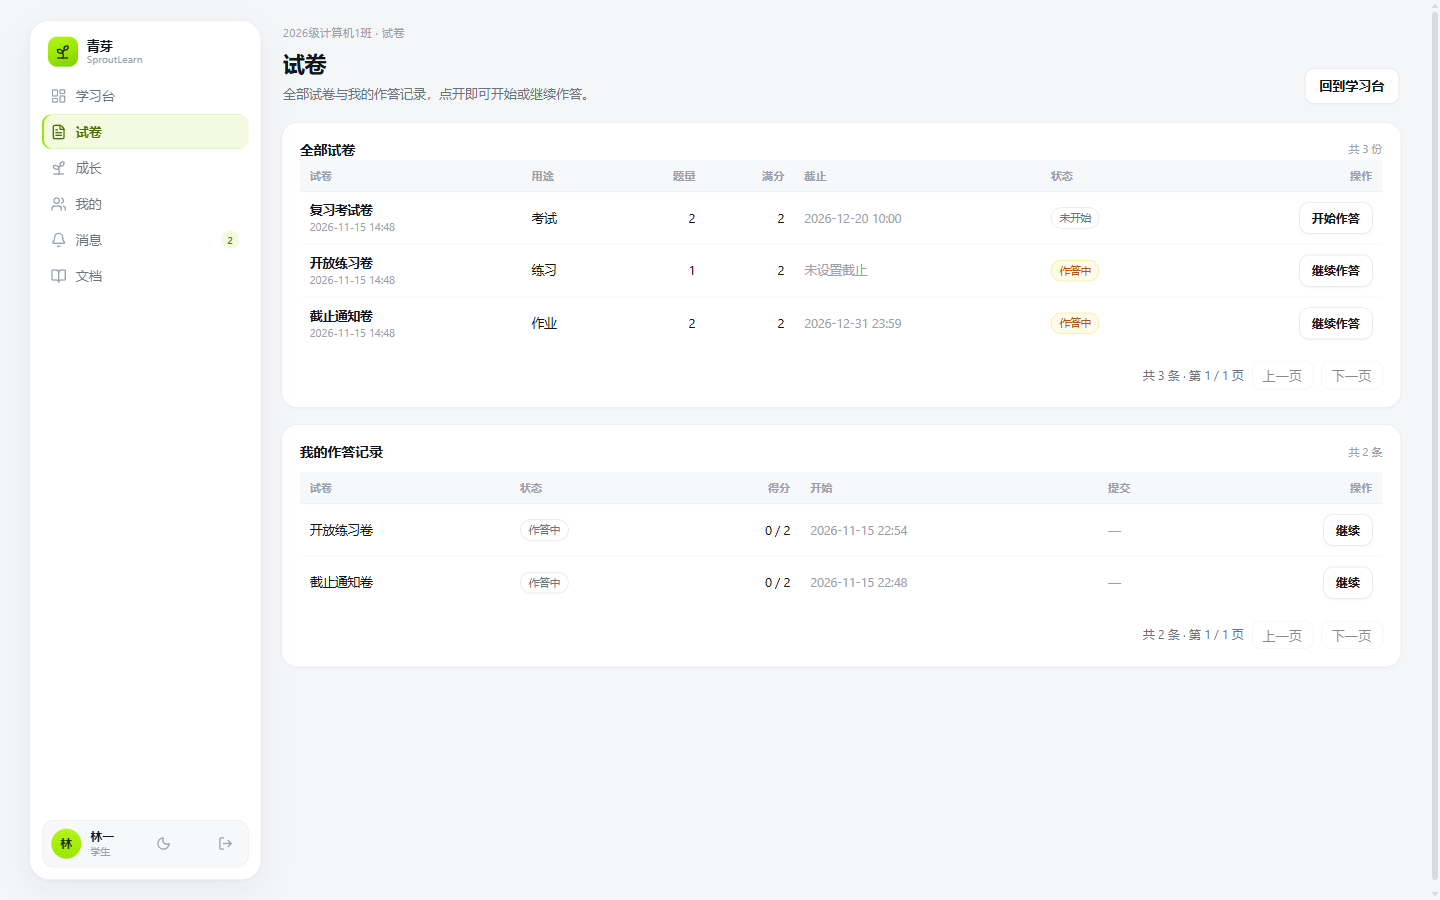 青芽
SproutLearn
学习台
试卷
成长
我的
消息 2
文档
林 林一
学生
2026级计算机1班 · 试卷
试卷
全部试卷与我的作答记录，点开即可开始或继续作答。
回到学习台
全部试卷 共 3 份
试卷 用途 题量 满分 截止 状态 操作
复习考试卷
2026-11-15 14:48
考试 2 2 2026-12-20 10:00 未开始 开始作答
开放练习卷
2026-11-15 14:48
练习 1 2 未设置截止 作答中 继续作答
截止通知卷
2026-11-15 14:48
作业 2 2 2026-12-31 23:59 作答中 继续作答
共 3 条 · 第 1 / 1 页 上一页 下一页
我的作答记录 共 2 条
试卷 状态 得分 开始 提交 操作
开放练习卷 作答中 0 / 2 2026-11-15 22:54 — 继续
截止通知卷 作答中 0 / 2 2026-11-15 22:48 — 继续
共 2 条 · 第 1 / 1 页 上一页 下一页